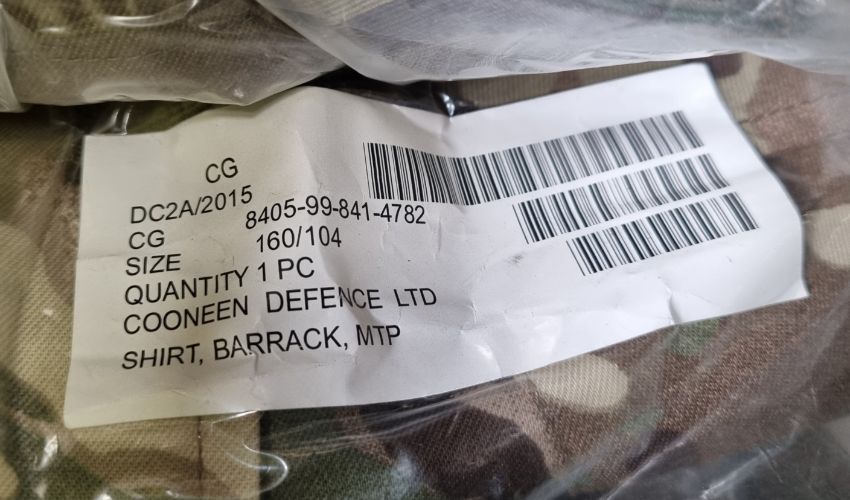 CG
DC2A/2015
CG 8405-99-841-4782
SIZE 160/104
QUANTITY 1 PC
COONEEN DEFENCE LTD
SHIRT, BARRACK, MTP